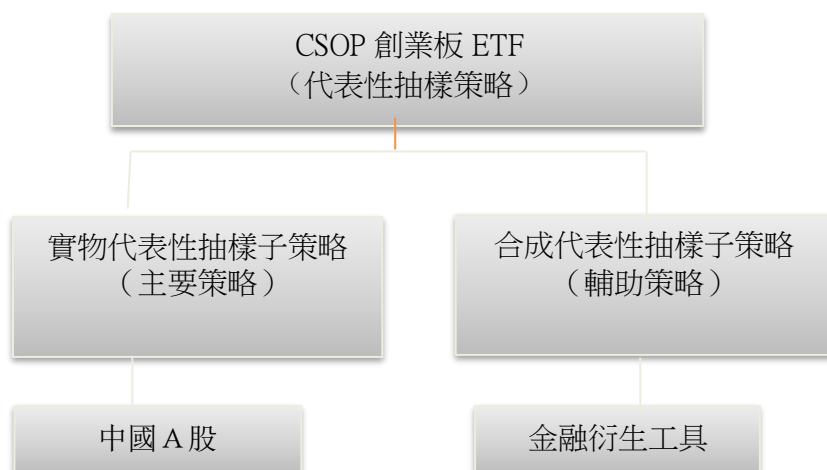 CSOP 創業板 ETF
（代表性抽樣策略）
實物代表性抽樣子策略
（主要策略）
合成代表性抽樣子策略
（輔助策略）
中國 A 股
金融衍生工具